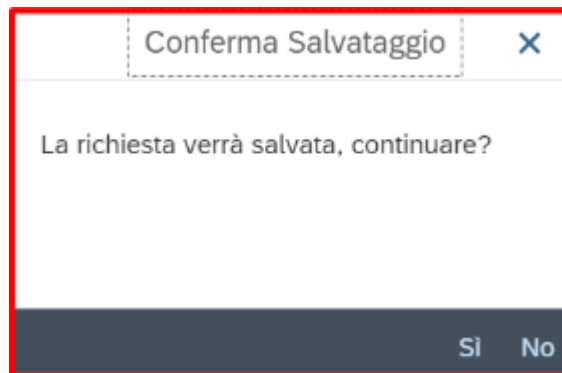 Conferma Salvataggio
La richiesta verrà salvata, continuare?
Sì No